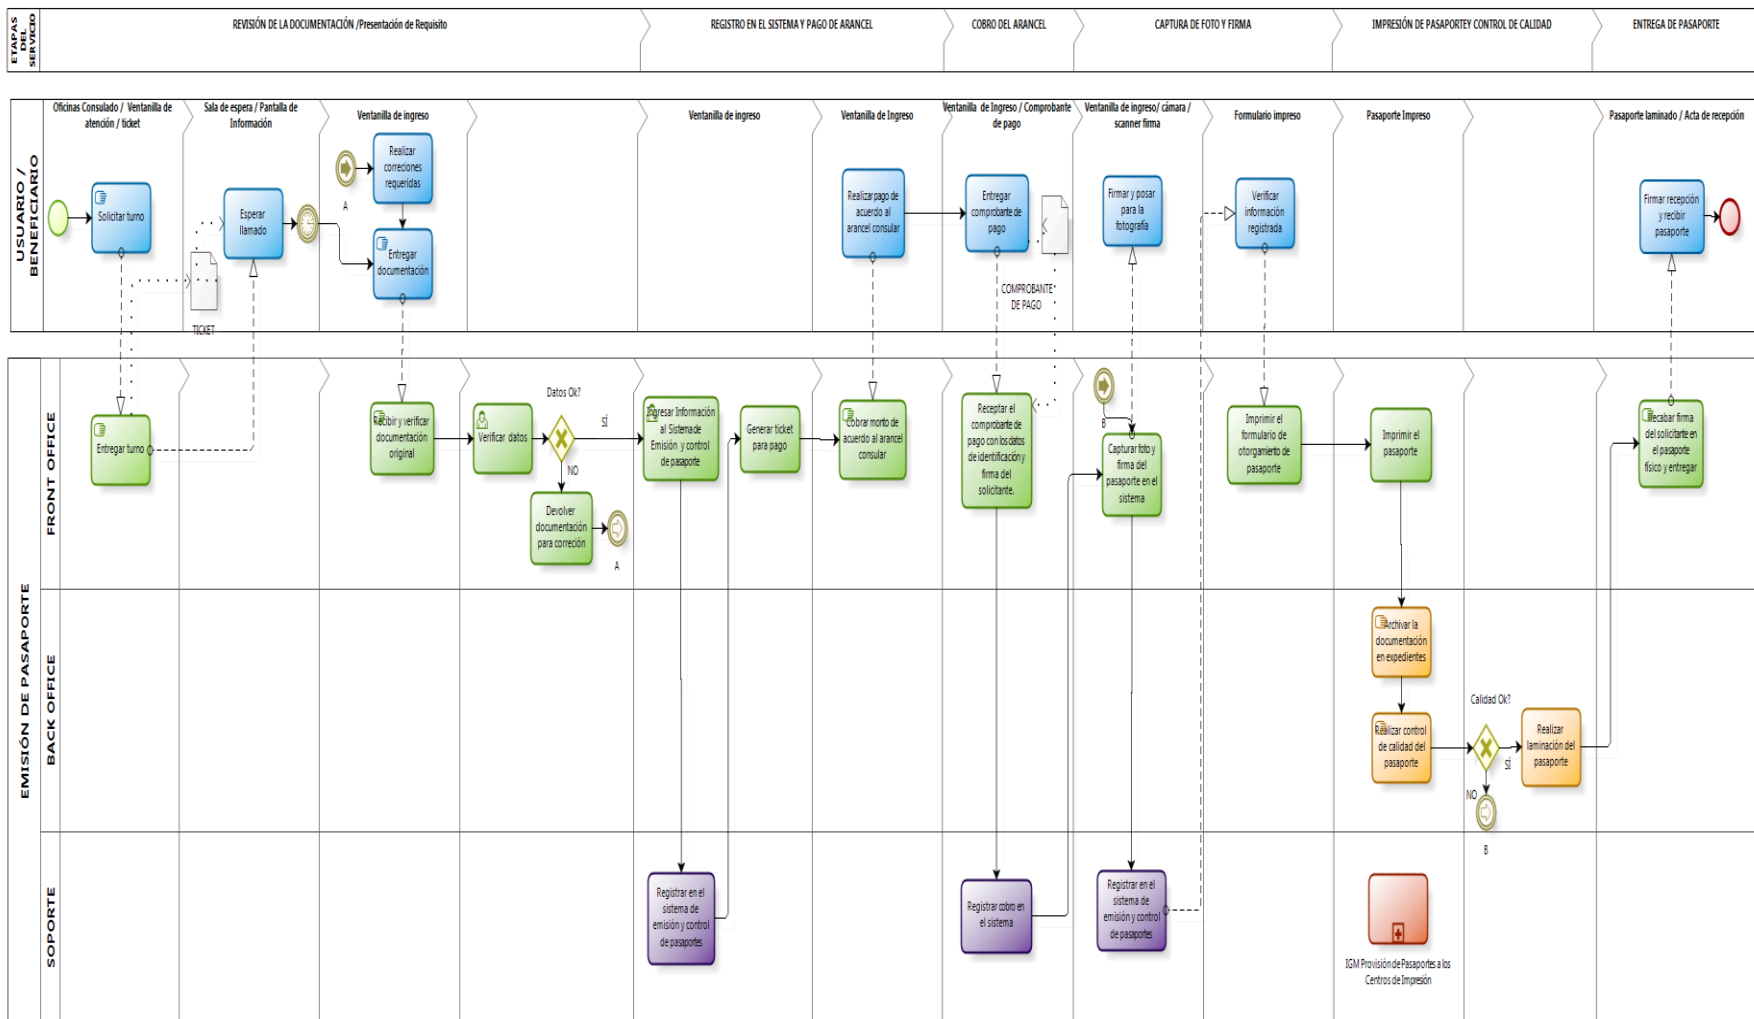 ETAPAS
DEL
SERVICIO
REVISIÓN DE LA DOCUMENTACIÓN /Presentación de Requisito
REGISTRO EN EL SISTEMA Y PAGO DE ARANCEL
COBRO DEL ARANCEL
CAPTURA DE FOTO Y FIRMA
IMPRESIÓN DE PASAPORTEY CONTROL DE CALIDAD
ENTREGA DE PASAPORTE
USUARIO /
BENEFICIARIO
Oficinas Consulado / Ventanilla de
atención / ticket
Sala de espera / Pantalla de
Información
Ventanilla de ingreso
Ventanilla de ingreso
Ventanilla de Ingreso
Ventanilla de Ingreso / Comprobante
de pago
Ventanilla de ingreso/ cámara /
scanner firma
Formulario impreso
Pasaporte Impreso
Pasaporte laminado / Acta de recepción
Solicitar turno
Esperar
llamado
A
Realizar
correciones
requeridas
Entregar
documentación
TICKET
Realizar pago de
acuerdo al
arancel consular
Entregar
comprobante de
pago
COMPROBANTE
DE PAGO
Firmar y posar
para la
fotografía
Verificar
información
registrada
Firmar recepción
y recibir
pasaporte
EMISIÓN DE PASAPORTE
FRONT OFFICE
Entregar turno
Recibir y verificar
documentación
original
Verificar datos
Datos Ok?
SÍ
NO
Devolver
documentación
para correción
A
Ingresar Información
al Sistema de
Emisión y control
de pasaporte
Generar ticket
para pago
Cobrar monto de
acuerdo al arancel
consular
Receptar el
comprobante de
pago con los datos
de identificación y
firma del
solicitante.
B
Capturar foto y
firma del
pasaporte en el
sistema
Imprimir el
formulario de
otorgamiento de
pasaporte
Imprimir el
pasaporte
Recabar firma
del solicitante en
el pasaporte
físico y entregar
BACK OFFICE
Archivar la
documentación
en expedientes
Realizar control
de calidad del
pasaporte
Calidad Ok?
SÍ
NO
B
Realizar
laminación del
pasaporte
SOPORTE
Registrar en el
sistema de
emisión y control
de pasaportes
Registrar cobro en
el sistema
Registrar en el
sistema de
emisión y control
de pasaportes
IGM Provisión de Pasaportes a los
Centros de Impresión